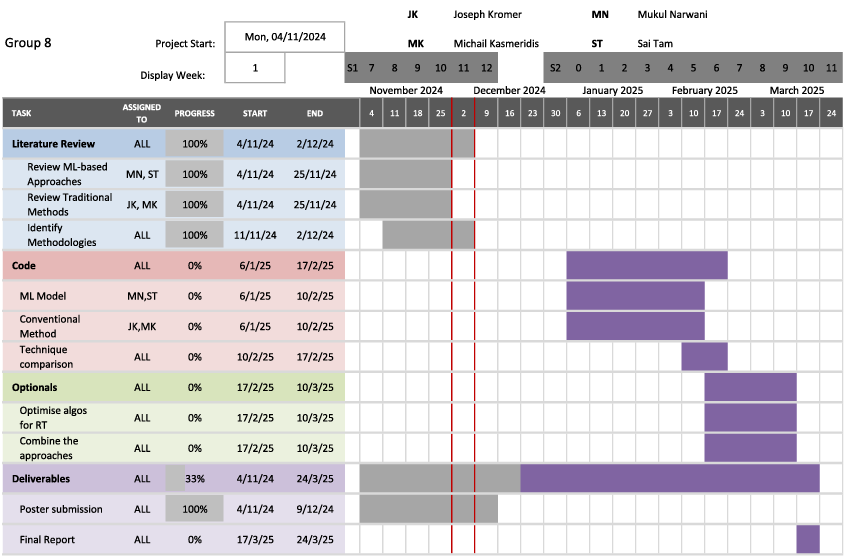 JK Joseph Kromer MN Mukul Narwani
Group 8 Project Start: Mon, 04/11/2024 MK Michail Kasmeridis ST Sai Tam
Display Week: 1 S1 7 8 9 10 11 12 S2 0 1 2 3 4 5 6 7 8 9 10 11
November 2024 December 2024 January 2025 February 2025 March 2025
TASK ASSIGNED TO PROGRESS START END 4 11 18 25 2 9 16 23 30 6 13 20 27 3 10 17 24 3 10 17 24
Literature Review ALL 100% 4/11/24 2/12/24
Review ML-based
Approaches MN, ST 100% 4/11/24 25/11/24
Review Traditional
Methods JK, MK 100% 4/11/24 25/11/24
Identify
Methodologies ALL 100% 11/11/24 2/12/24
Code ALL 0% 6/1/25 17/2/25
ML Model MN,ST 0% 6/1/25 10/2/25
Conventional
Method JK,MK 0% 6/1/25 10/2/25
Technique
comparison ALL 0% 10/2/25 17/2/25
Optionals ALL 0% 17/2/25 10/3/25
Optimise algos
for RT ALL 0% 17/2/25 10/3/25
Combine the
approaches ALL 0% 17/2/25 10/3/25
Deliverables ALL 33% 4/11/24 24/3/25
Poster submission ALL 100% 4/11/24 9/12/24
Final Report ALL 0% 17/3/25 24/3/25